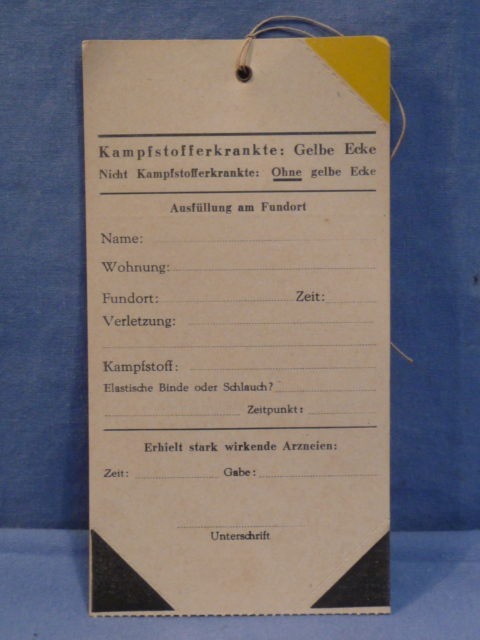 Kampfstofferkrankte: Gelbe Ecke
Nicht Kampfstofferkrankte: Ohne gelbe Ecke
Ausfüllung am Fundort
Name:
Wohnung:
Fundort: Zeit:
Verletzung:
Kampfstoff:
Elastische Binde oder Schlauch?
Zeitpunkt:
Erhielt stark wirkende Arzneien:
Zeit: Gabe:
Unterschrift